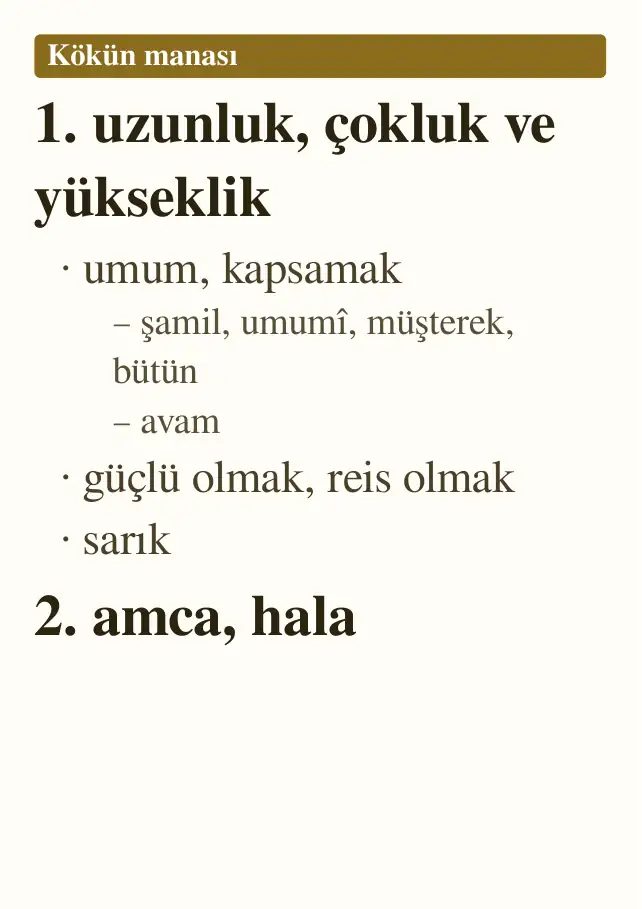 Kökün manası
1. uzunluk, çokluk ve
yükseklik
· umum, kapsamak
– şamil, umumî, müşterek,
bütün
– avam
· güçlü olmak, reis olmak
· sarık
2. amca, hala